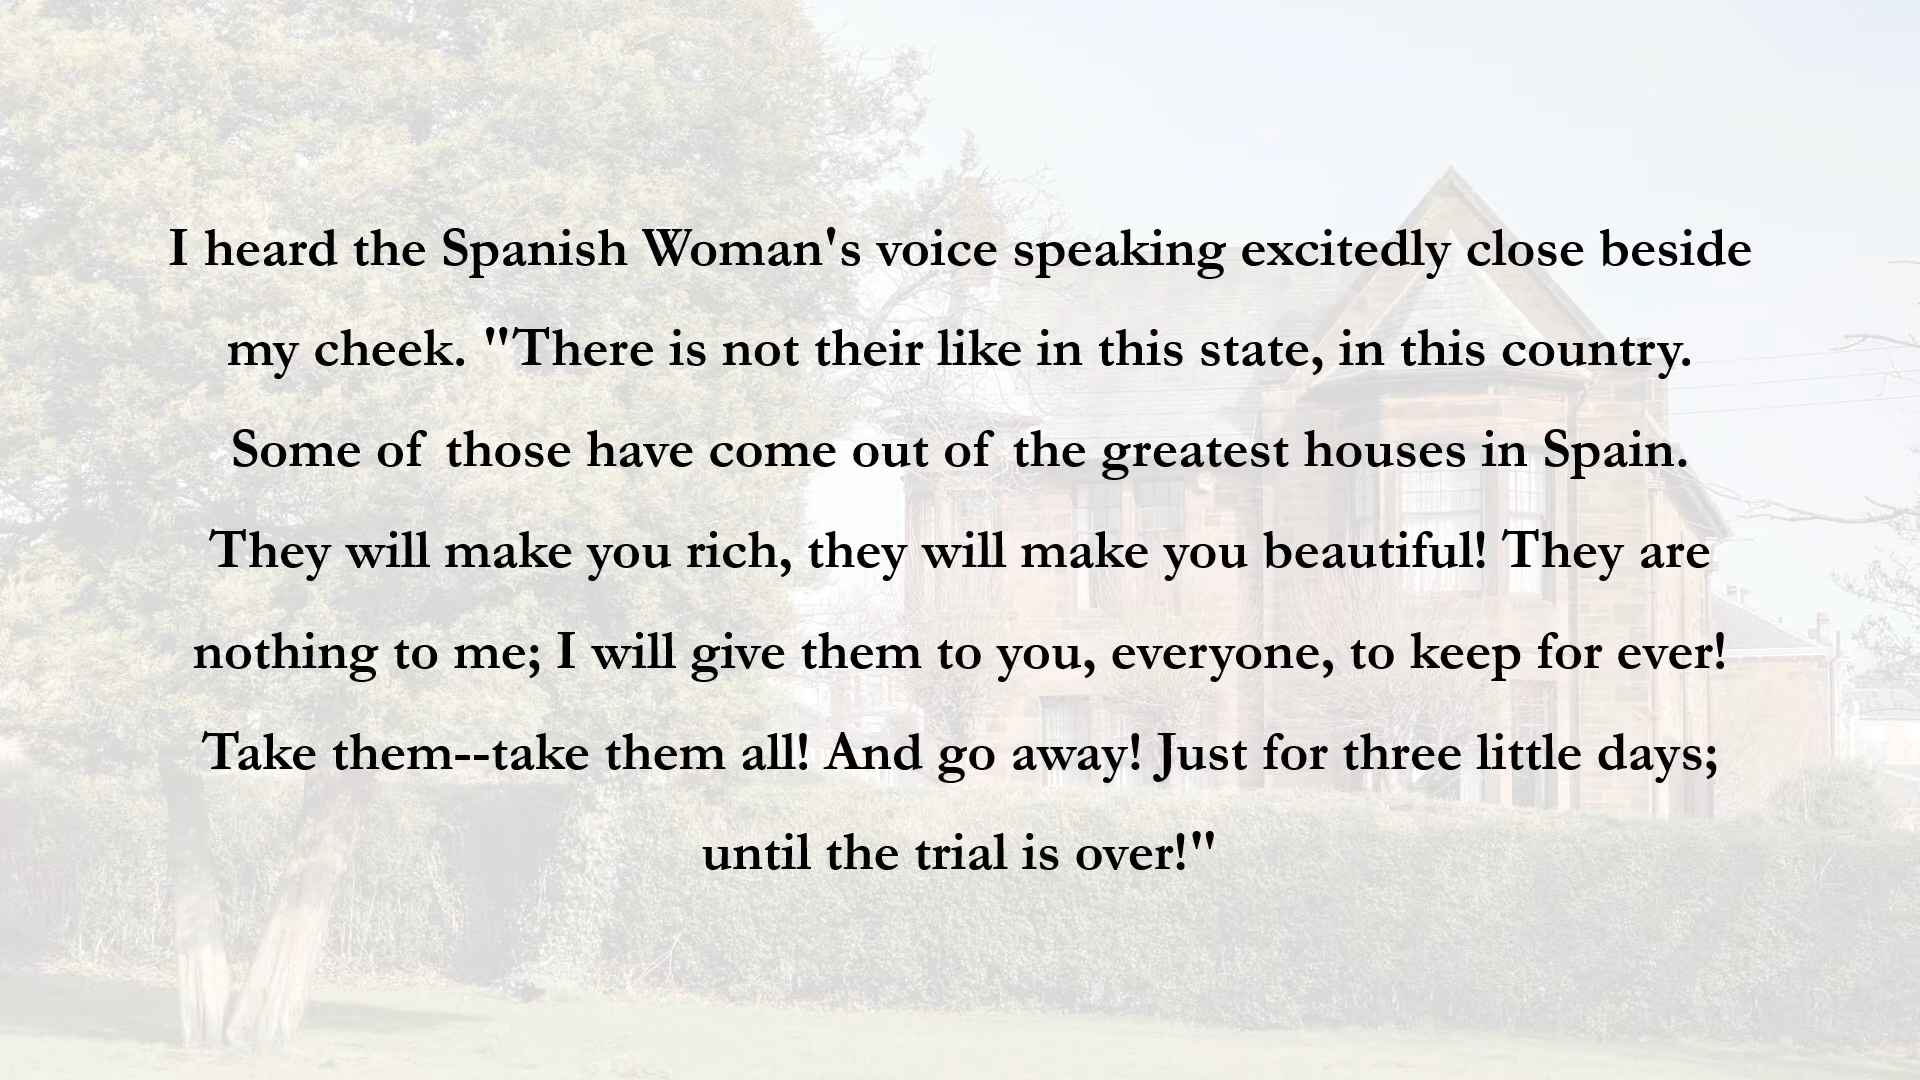 I heard the Spanish Woman's voice speaking excitedly close beside
my cheek. "There is not their like in this state, in this country.
Some of those have come out of the greatest houses in Spain.
They will make you rich, they will make you beautiful! They are
nothing to me; I will give them to you, everyone, to keep for ever!
Take them--take them all! And go away! Just for three little days;
until the trial is over!"